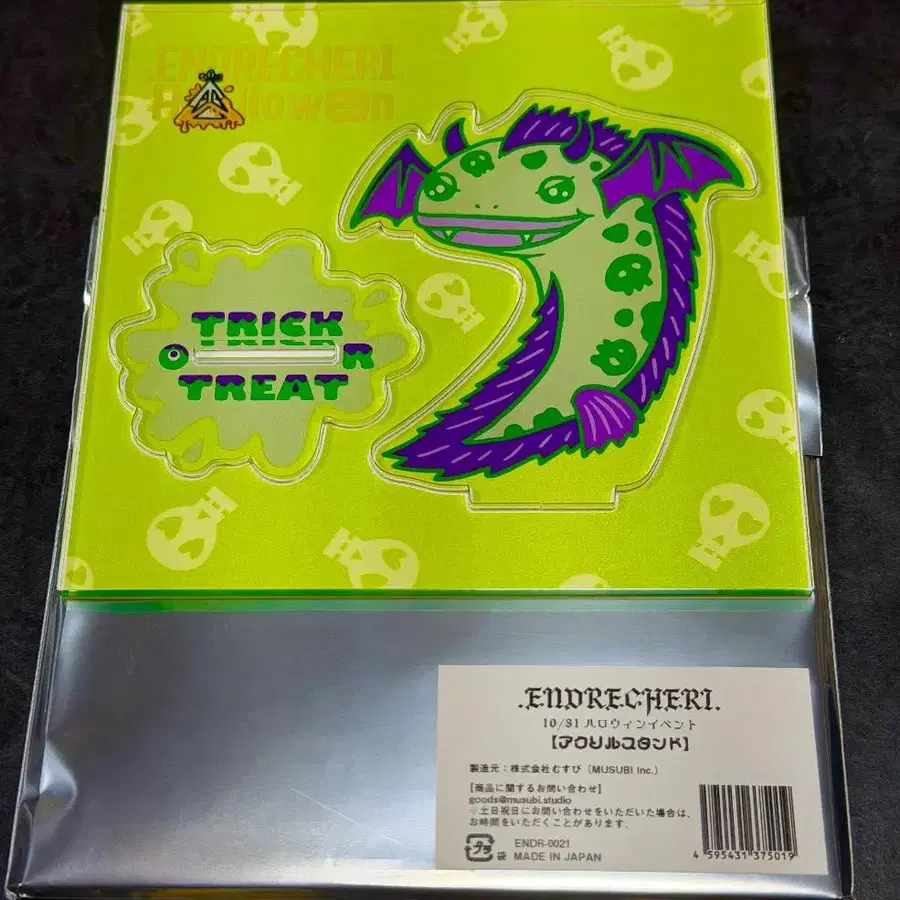 .ENDRECHERI.
Halloween
TRICK
OR
TREAT
.ENDRECHERI.
10/31 ハロウィンイベント
【アクリルスタンド】
製造元：株式会社むすび（MUSUBI Inc.）
【商品に関するお問い合わせ】
goods@musubi.studio
※土日祝日にお問い合わせをいただいた場合は、
お時間をいただくことがあります。
プラ
袋
ENDR-0021
MADE IN JAPAN
4 595431 375019